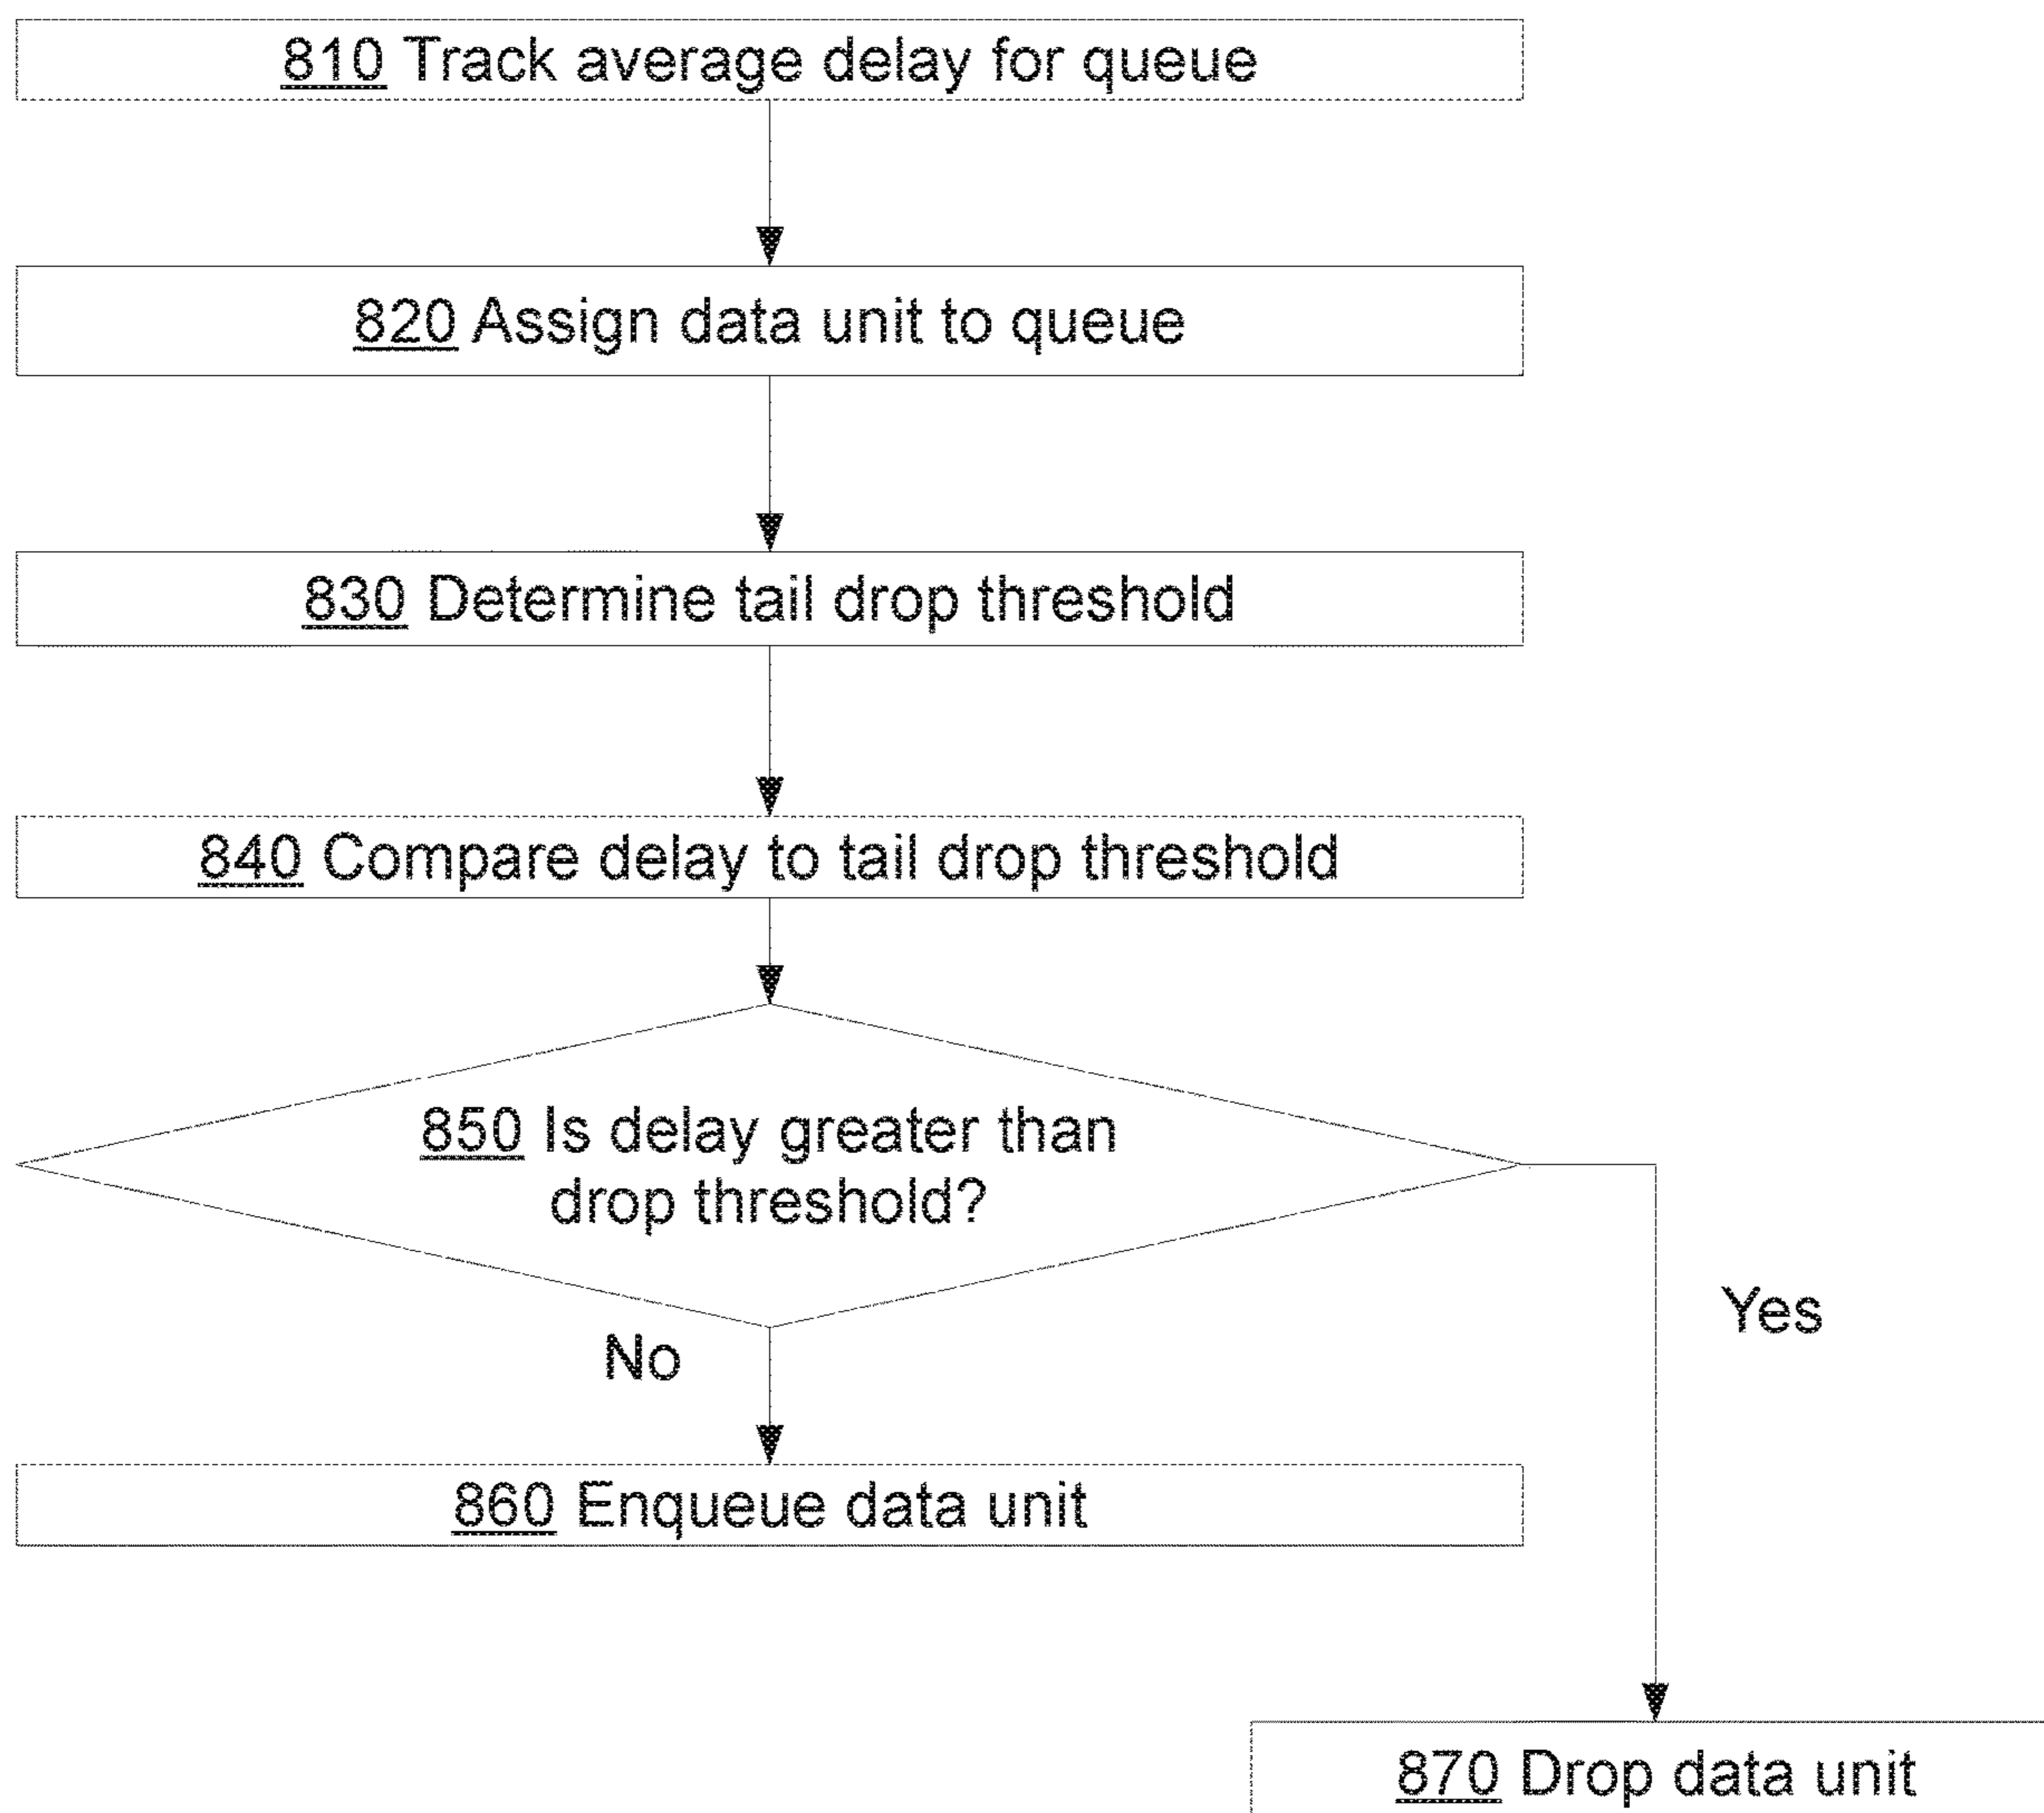 810 Track average delay for queue
820 Assign data unit to queue
830 Determine tail drop threshold
840 Compare delay to tail drop threshold
850 Is delay greater than
drop threshold?
Yes
No
860 Enqueue data unit
870 Drop data unit